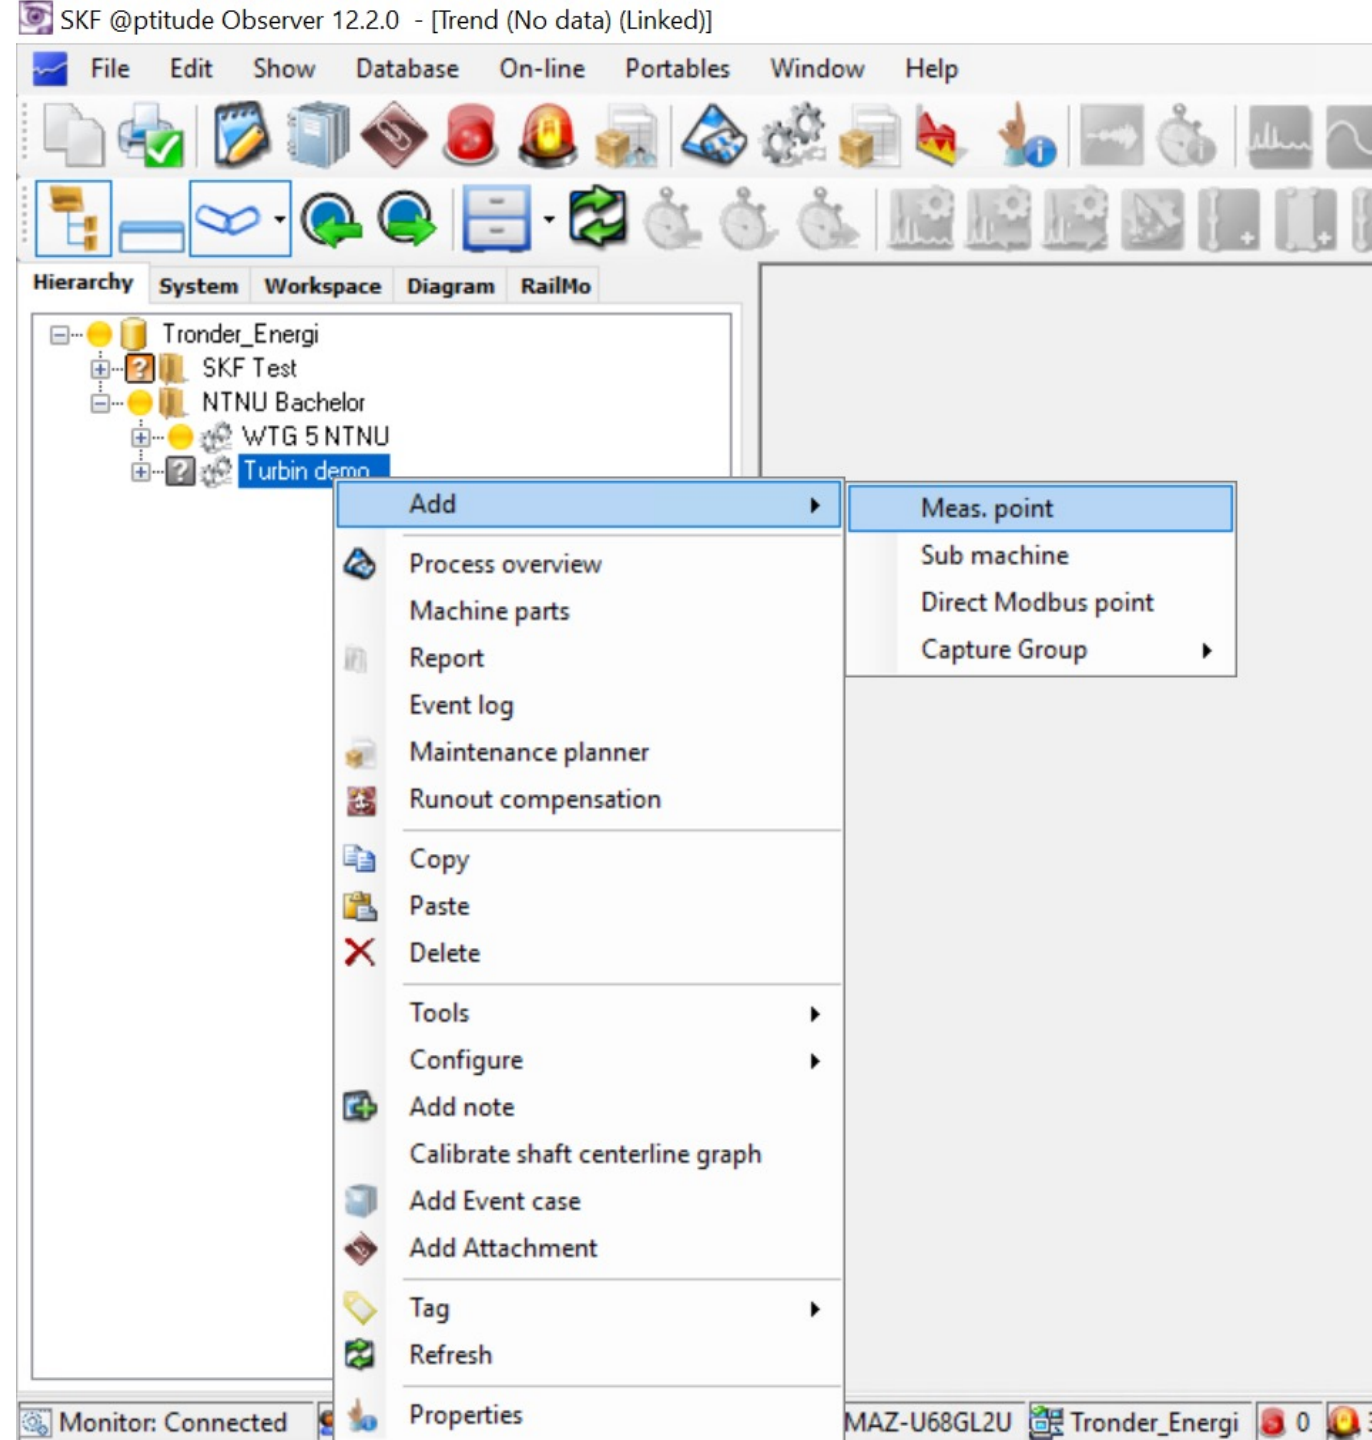 SKF @ptitude Observer 12.2.0 - [Trend (No data) (Linked)]
File Edit Show Database On-line Portables Window Help
Hierarchy System Workspace Diagram RailMo
Tronder_Energi
SKF Test
NTNU Bachelor
WTG 5 NTNU
Turbin demo
Add
Meas. point
Sub machine
Direct Modbus point
Capture Group
Process overview
Machine parts
Report
Event log
Maintenance planner
Runout compensation
Copy
Paste
Delete
Tools
Configure
Add note
Calibrate shaft centerline graph
Add Event case
Add Attachment
Tag
Refresh
Properties
Monitor: Connected MAZ-U68GL2U Tronder_Energi 0